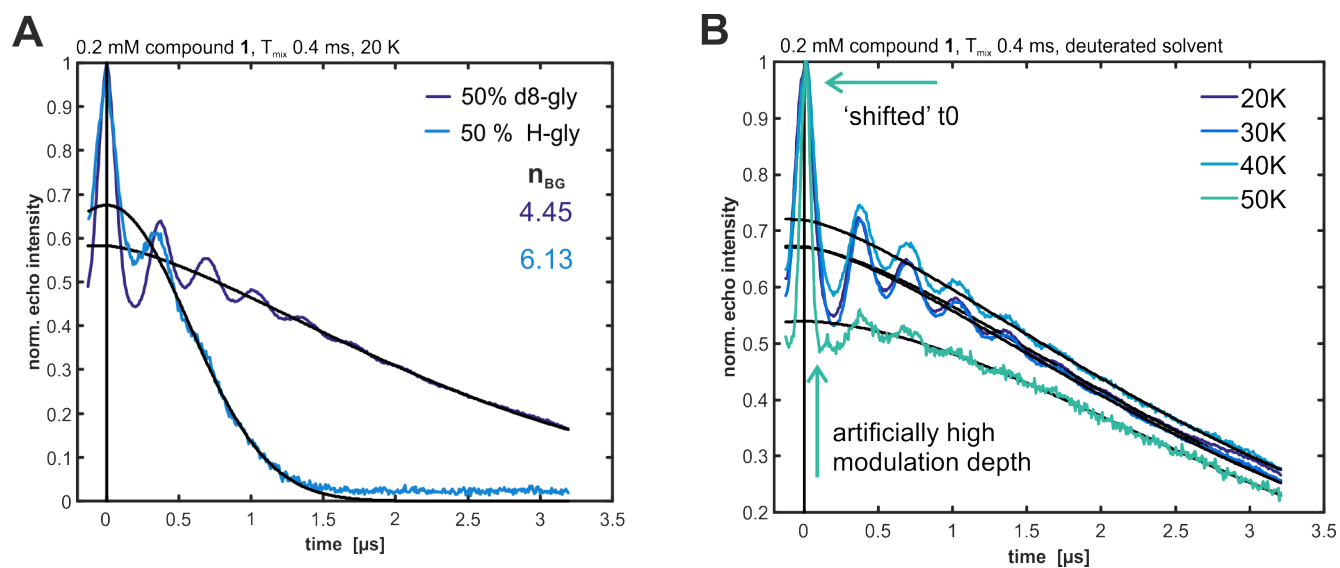 A
0.2 mM compound 1, Tmix 0.4 ms, 20 K
50% d8-gly
50 % H-gly
nBG
4.45
6.13
norm. echo intensity
1
0.9
0.8
0.7
0.6
0.5
0.4
0.3
0.2
0.1
0
0 0.5 1 1.5 2 2.5 3 3.5
time [µs]
B
0.2 mM compound 1, Tmix 0.4 ms, deuterated solvent
'shifted' t0
20K
30K
40K
50K
artificially high
modulation depth
norm. echo intensity
1
0.9
0.8
0.7
0.6
0.5
0.4
0.3
0.2
0 0.5 1 1.5 2 2.5 3 3.5
time [µs]